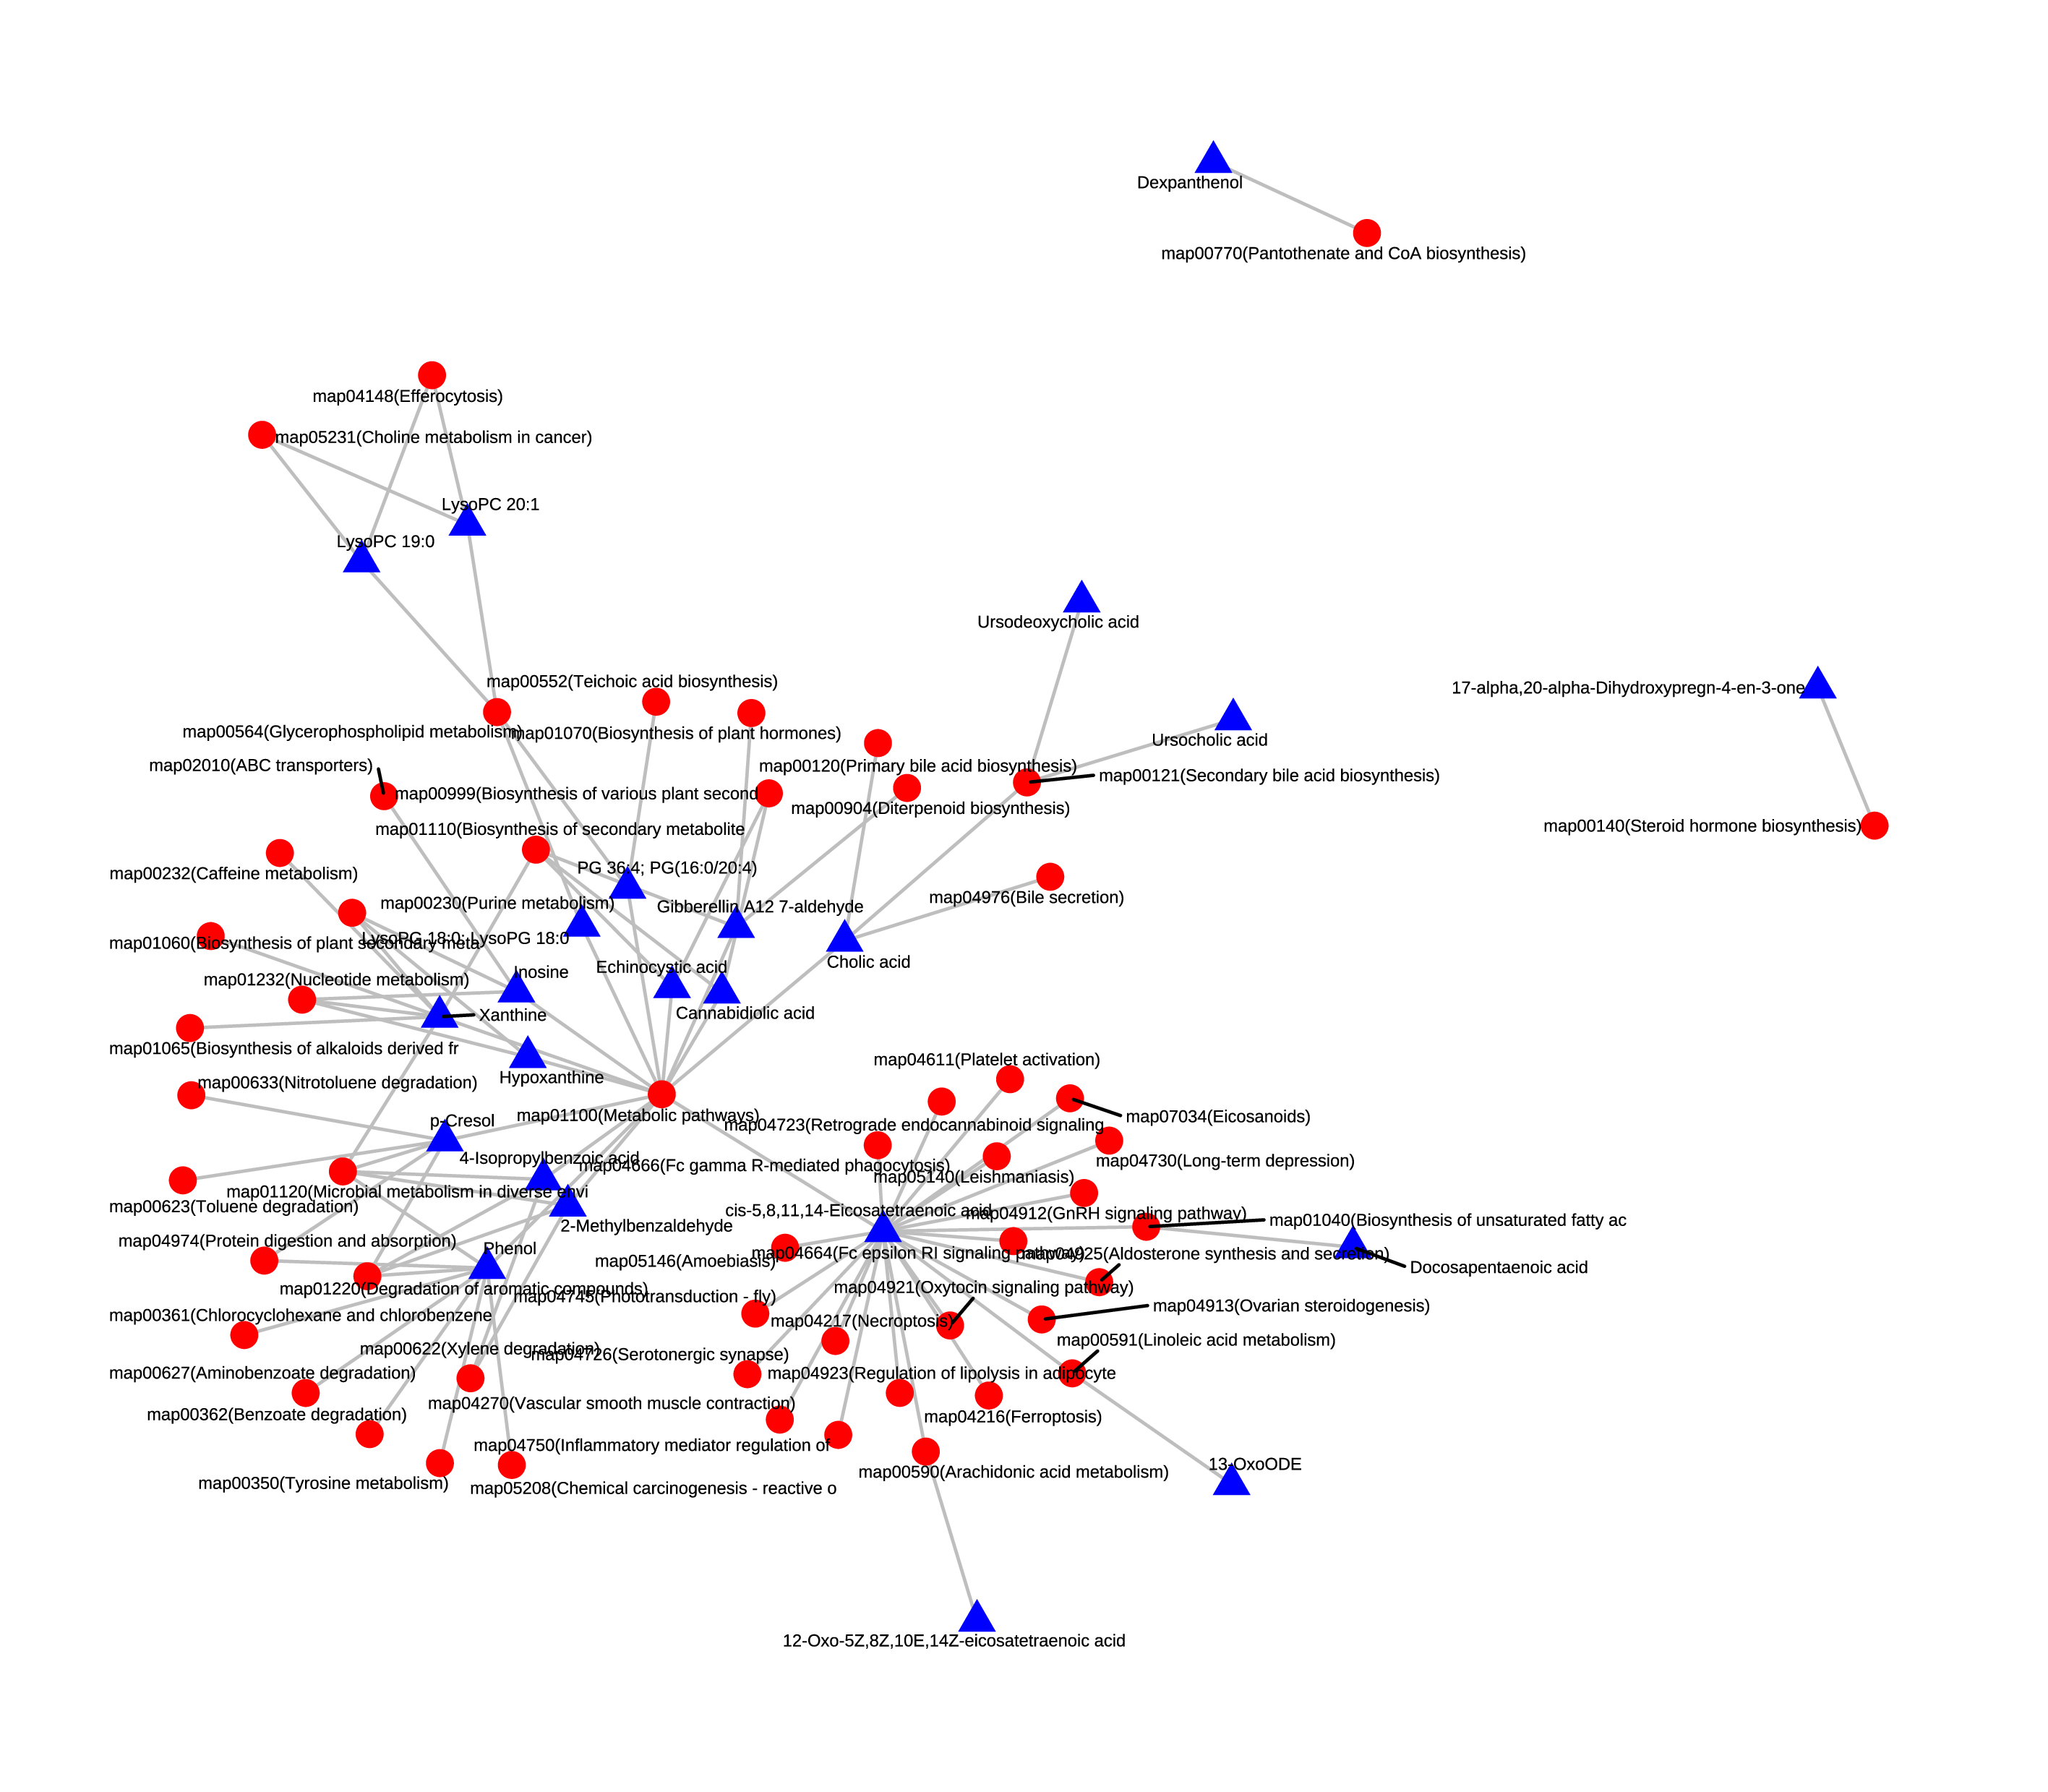 Dexpanthenol
map00770(Pantothenate and CoA biosynthesis)
map04148(Efferocytosis)
map05231(Choline metabolism in cancer)
LysoPC 20:1
LysoPC 19:0
Ursodeoxycholic acid
map00552(Teichoic acid biosynthesis)
17-alpha,20-alpha-Dihydroxypregn-4-en-3-one
map00564(Glycerophospholipid metabolism)
map01070(Biosynthesis of plant hormones)
Ursocholic acid
map02010(ABC transporters)
map00120(Primary bile acid biosynthesis)
map00121(Secondary bile acid biosynthesis)
map00999(Biosynthesis of various plant second
map00904(Diterpenoid biosynthesis)
map01110(Biosynthesis of secondary metabolite
map00140(Steroid hormone biosynthesis)
PG 36:4; PG(16:0/20:4)
map00232(Caffeine metabolism)
map04976(Bile secretion)
map00230(Purine metabolism)
Gibberellin A12 7-aldehyde
LysoPG 18:0; LysoPG 18:0
map01060(Biosynthesis of plant secondary meta
Cholic acid
Echinocystic acid
Inosine
map01232(Nucleotide metabolism)
Cannabidiolic acid
Xanthine
map01065(Biosynthesis of alkaloids derived fr
map04611(Platelet activation)
Hypoxanthine
map00633(Nitrotoluene degradation)
map01100(Metabolic pathways)
map07034(Eicosanoids)
p-Cresol
map04723(Retrograde endocannabinoid signaling
4-Isopropylbenzoic acid
map04666(Fc gamma R-mediated phagocytosis)
map04730(Long-term depression)
map05140(Leishmaniasis)
map01120(Microbial metabolism in diverse envi
map00623(Toluene degradation)
cis-5,8,11,14-Eicosatetraenoic acid
map04912(GnRH signaling pathway)
map01040(Biosynthesis of unsaturated fatty ac
2-Methylbenzaldehyde
map04974(Protein digestion and absorption)
Phenol
map04664(Fc epsilon RI signaling pathway)
map04925(Aldosterone synthesis and secretion)
map05146(Amoebiasis)
Docosapentaenoic acid
map01220(Degradation of aromatic compounds)
map04921(Oxytocin signaling pathway)
map04745(Phototransduction - fly)
map04913(Ovarian steroidogenesis)
map00361(Chlorocyclohexane and chlorobenzene
map04217(Necroptosis)
map00591(Linoleic acid metabolism)
map00622(Xylene degradation)
map04726(Serotonergic synapse)
map00627(Aminobenzoate degradation)
map04923(Regulation of lipolysis in adipocyte
map04270(Vascular smooth muscle contraction)
map00362(Benzoate degradation)
map04216(Ferroptosis)
map04750(Inflammatory mediator regulation of
13-OxoODE
map00590(Arachidonic acid metabolism)
map00350(Tyrosine metabolism)
map05208(Chemical carcinogenesis - reactive o
12-Oxo-5Z,8Z,10E,14Z-eicosatetraenoic acid